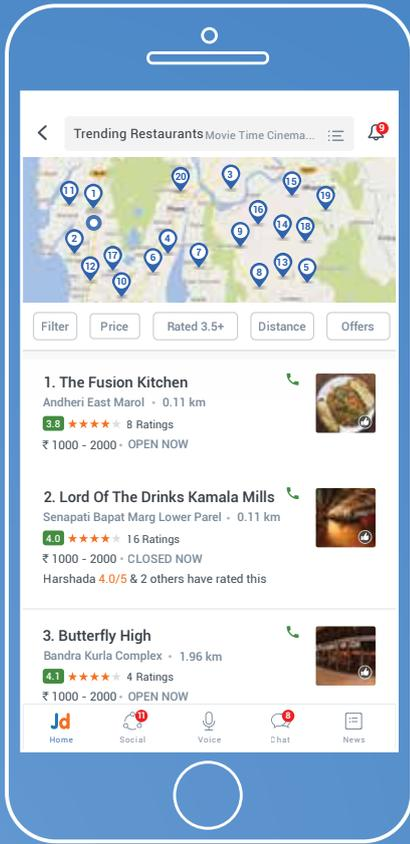 9
Trending Restaurants Movie Time Cinema...
20
3
15
11
1
19
16
14
18
2
4
9
17
7
12
6
13
5
8
10
Filter
Price
Rated 3.5+
Distance
Offers
1. The Fusion Kitchen
Andheri East Marol • 0.11 km
3.8 ★★★★★ 8 Ratings
₹ 1000 - 2000 • OPEN NOW
2. Lord Of The Drinks Kamala Mills
Senapati Bapat Marg Lower Parel • 0.11 km
4.0 ★★★★★ 16 Ratings
₹ 1000 - 2000 • CLOSED NOW
Harshada 4.0/5 & 2 others have rated this
3. Butterfly High
Bandra Kurla Complex • 1.96 km
4.1 ★★★★★ 4 Ratings
₹ 1000 - 2000 • OPEN NOW
Jd
11
8
Home
Social
Voice
Chat
News